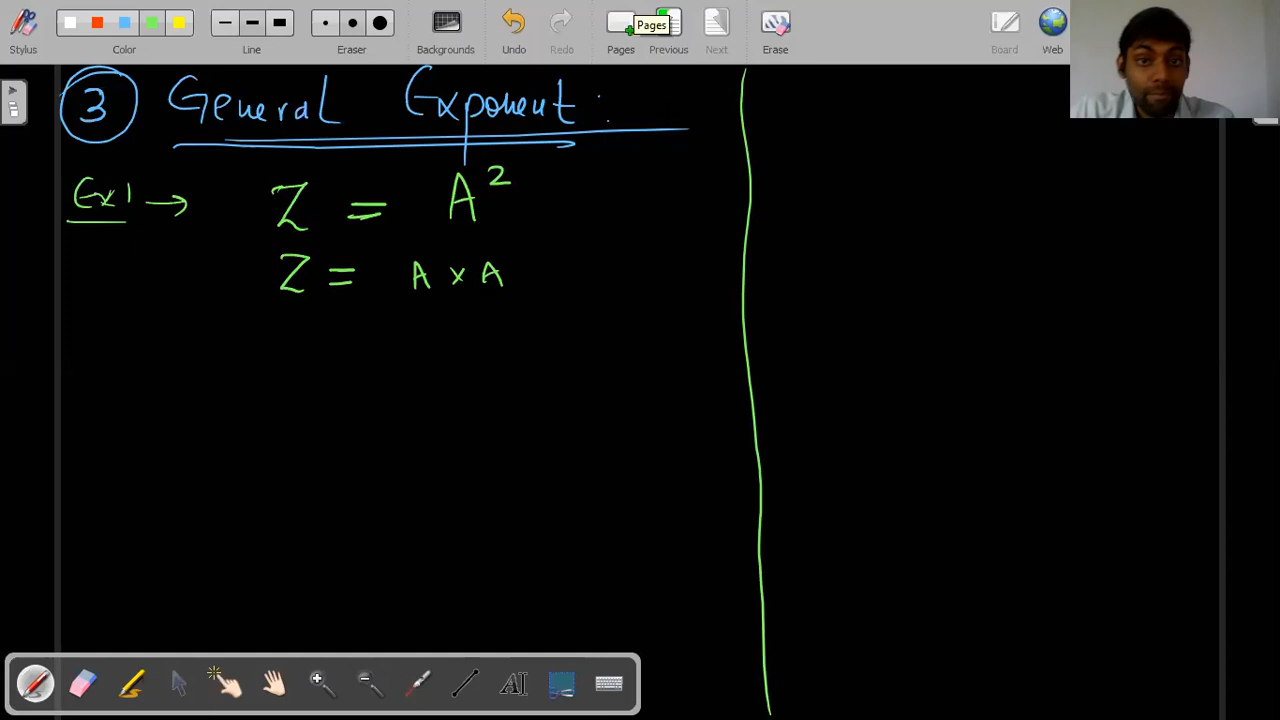 Stylus
Color
Line
Eraser
Backgrounds
Undo
Redo
Pages
Pages
Previous
Next
Erase
Board
Web
3 General Exponent :
Ex1 → Z = A²
Z = A × A
AI